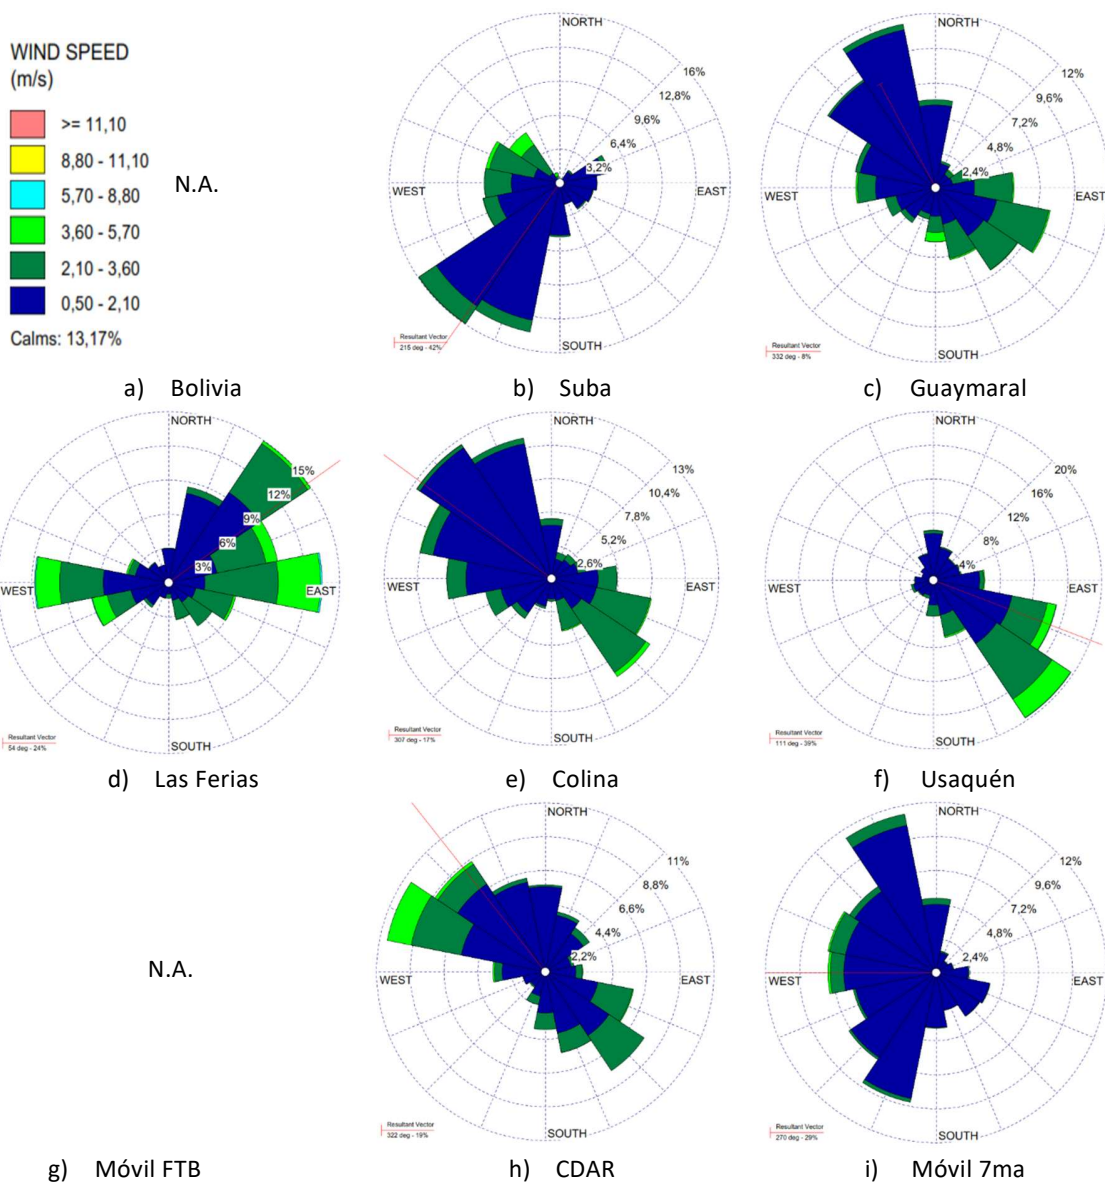 WIND SPEED
(m/s)
>= 11,10
8,80 - 11,10
5,70 - 8,80
3,60 - 5,70
2,10 - 3,60
0,50 - 2,10
Calms: 13,17%
N.A.
a) Bolivia
NORTH
16%
12,8%
9,6%
6,4%
3,2%
WEST
EAST
SOUTH
Resultant Vector
215 deg - 42%
b) Suba
NORTH
12%
9,6%
7,2%
4,8%
2,4%
WEST
EAST
SOUTH
Resultant Vector
332 deg - 8%
c) Guaymaral
NORTH
15%
12%
9%
6%
3%
WEST
EAST
SOUTH
Resultant Vector
54 deg - 24%
d) Las Ferias
NORTH
13%
10,4%
7,8%
5,2%
2,6%
WEST
EAST
SOUTH
Resultant Vector
307 deg - 17%
e) Colina
NORTH
20%
16%
12%
8%
4%
WEST
EAST
SOUTH
Resultant Vector
111 deg - 39%
f) Usaquén
N.A.
g) Móvil FTB
NORTH
11%
8,8%
6,6%
4,4%
2,2%
WEST
EAST
SOUTH
Resultant Vector
322 deg - 19%
h) CDAR
NORTH
12%
9,6%
7,2%
4,8%
2,4%
WEST
EAST
SOUTH
Resultant Vector
270 deg - 29%
i) Móvil 7ma